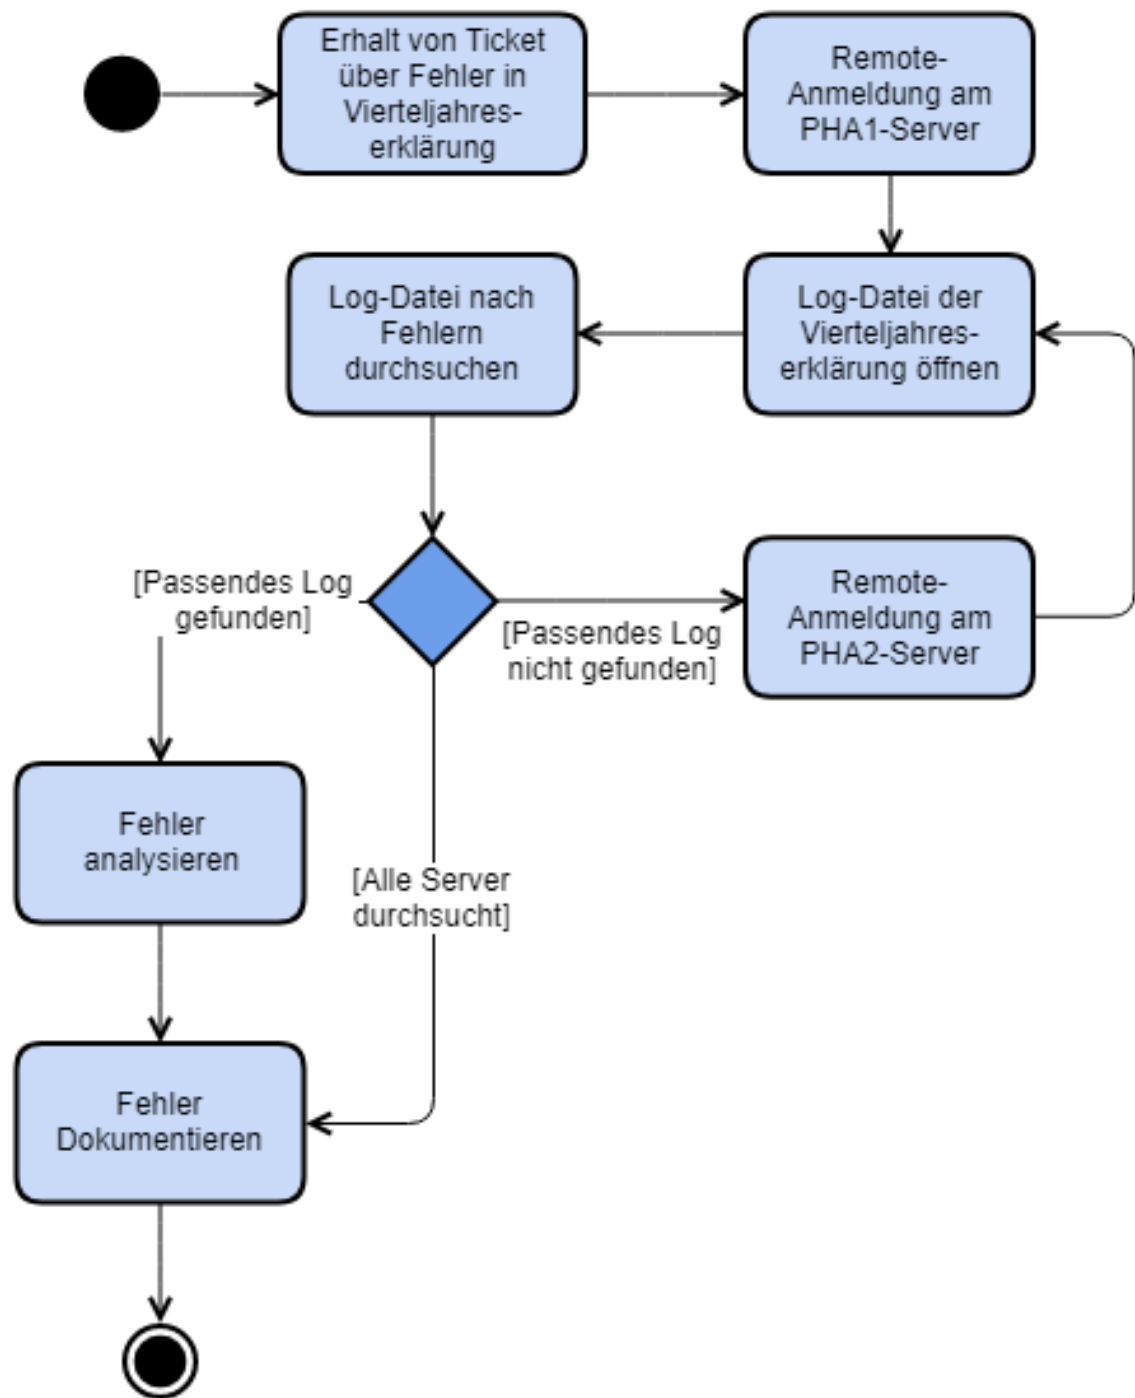 Erhalt von Ticket
über Fehler in
Vierteljahres-
erklärung
Remote-
Anmeldung am
PHA1-Server
Log-Datei nach
Fehlern
durchsuchen
Log-Datei der
Vierteljahres-
erklärung öffnen
[Passendes Log
gefunden]
[Passendes Log
nicht gefunden]
Remote-
Anmeldung am
PHA2-Server
Fehler
analysieren
[Alle Server
durchsucht]
Fehler
Dokumentieren